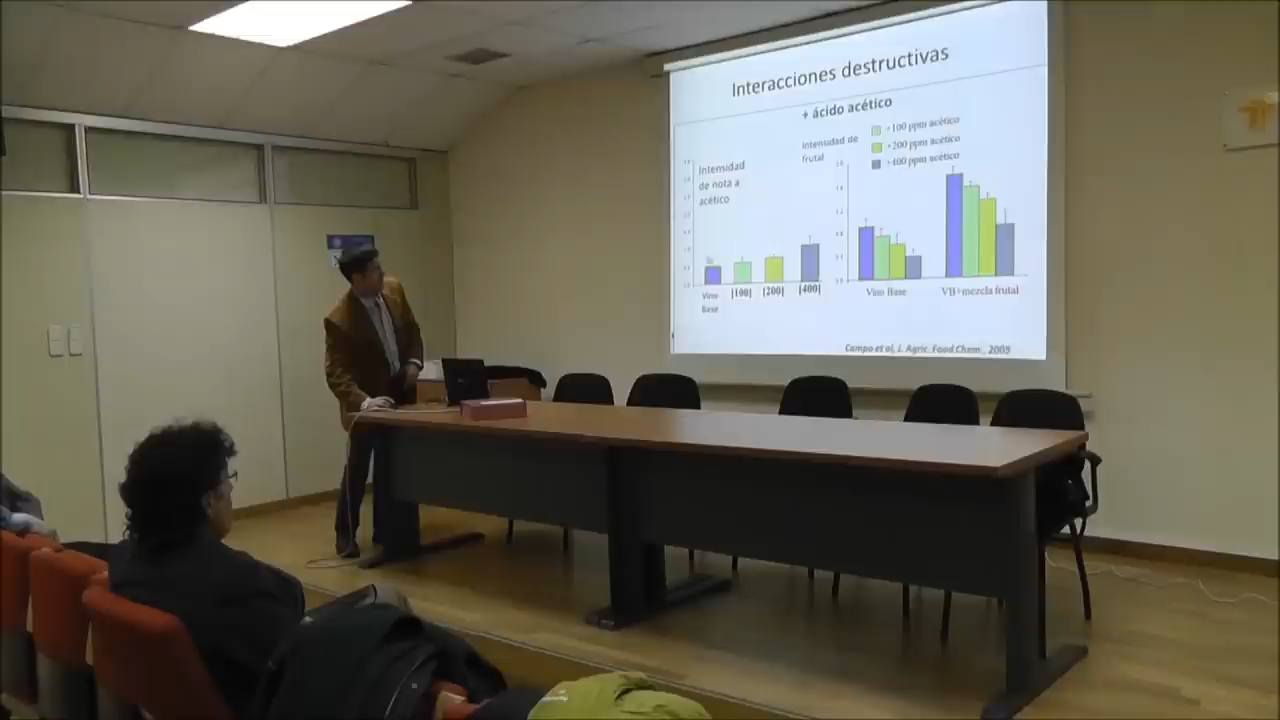 Interacciones destructivas
+ ácido acético
Intensidad
de nota a
acético
Vino
Base
[100]
[200]
[400]
Intensidad de
frutal
+100 ppm acético
+200 ppm acético
+400 ppm acético
Vino Base
VB+mezcla frutal
Campo et al, J. Agric. Food Chem., 2005